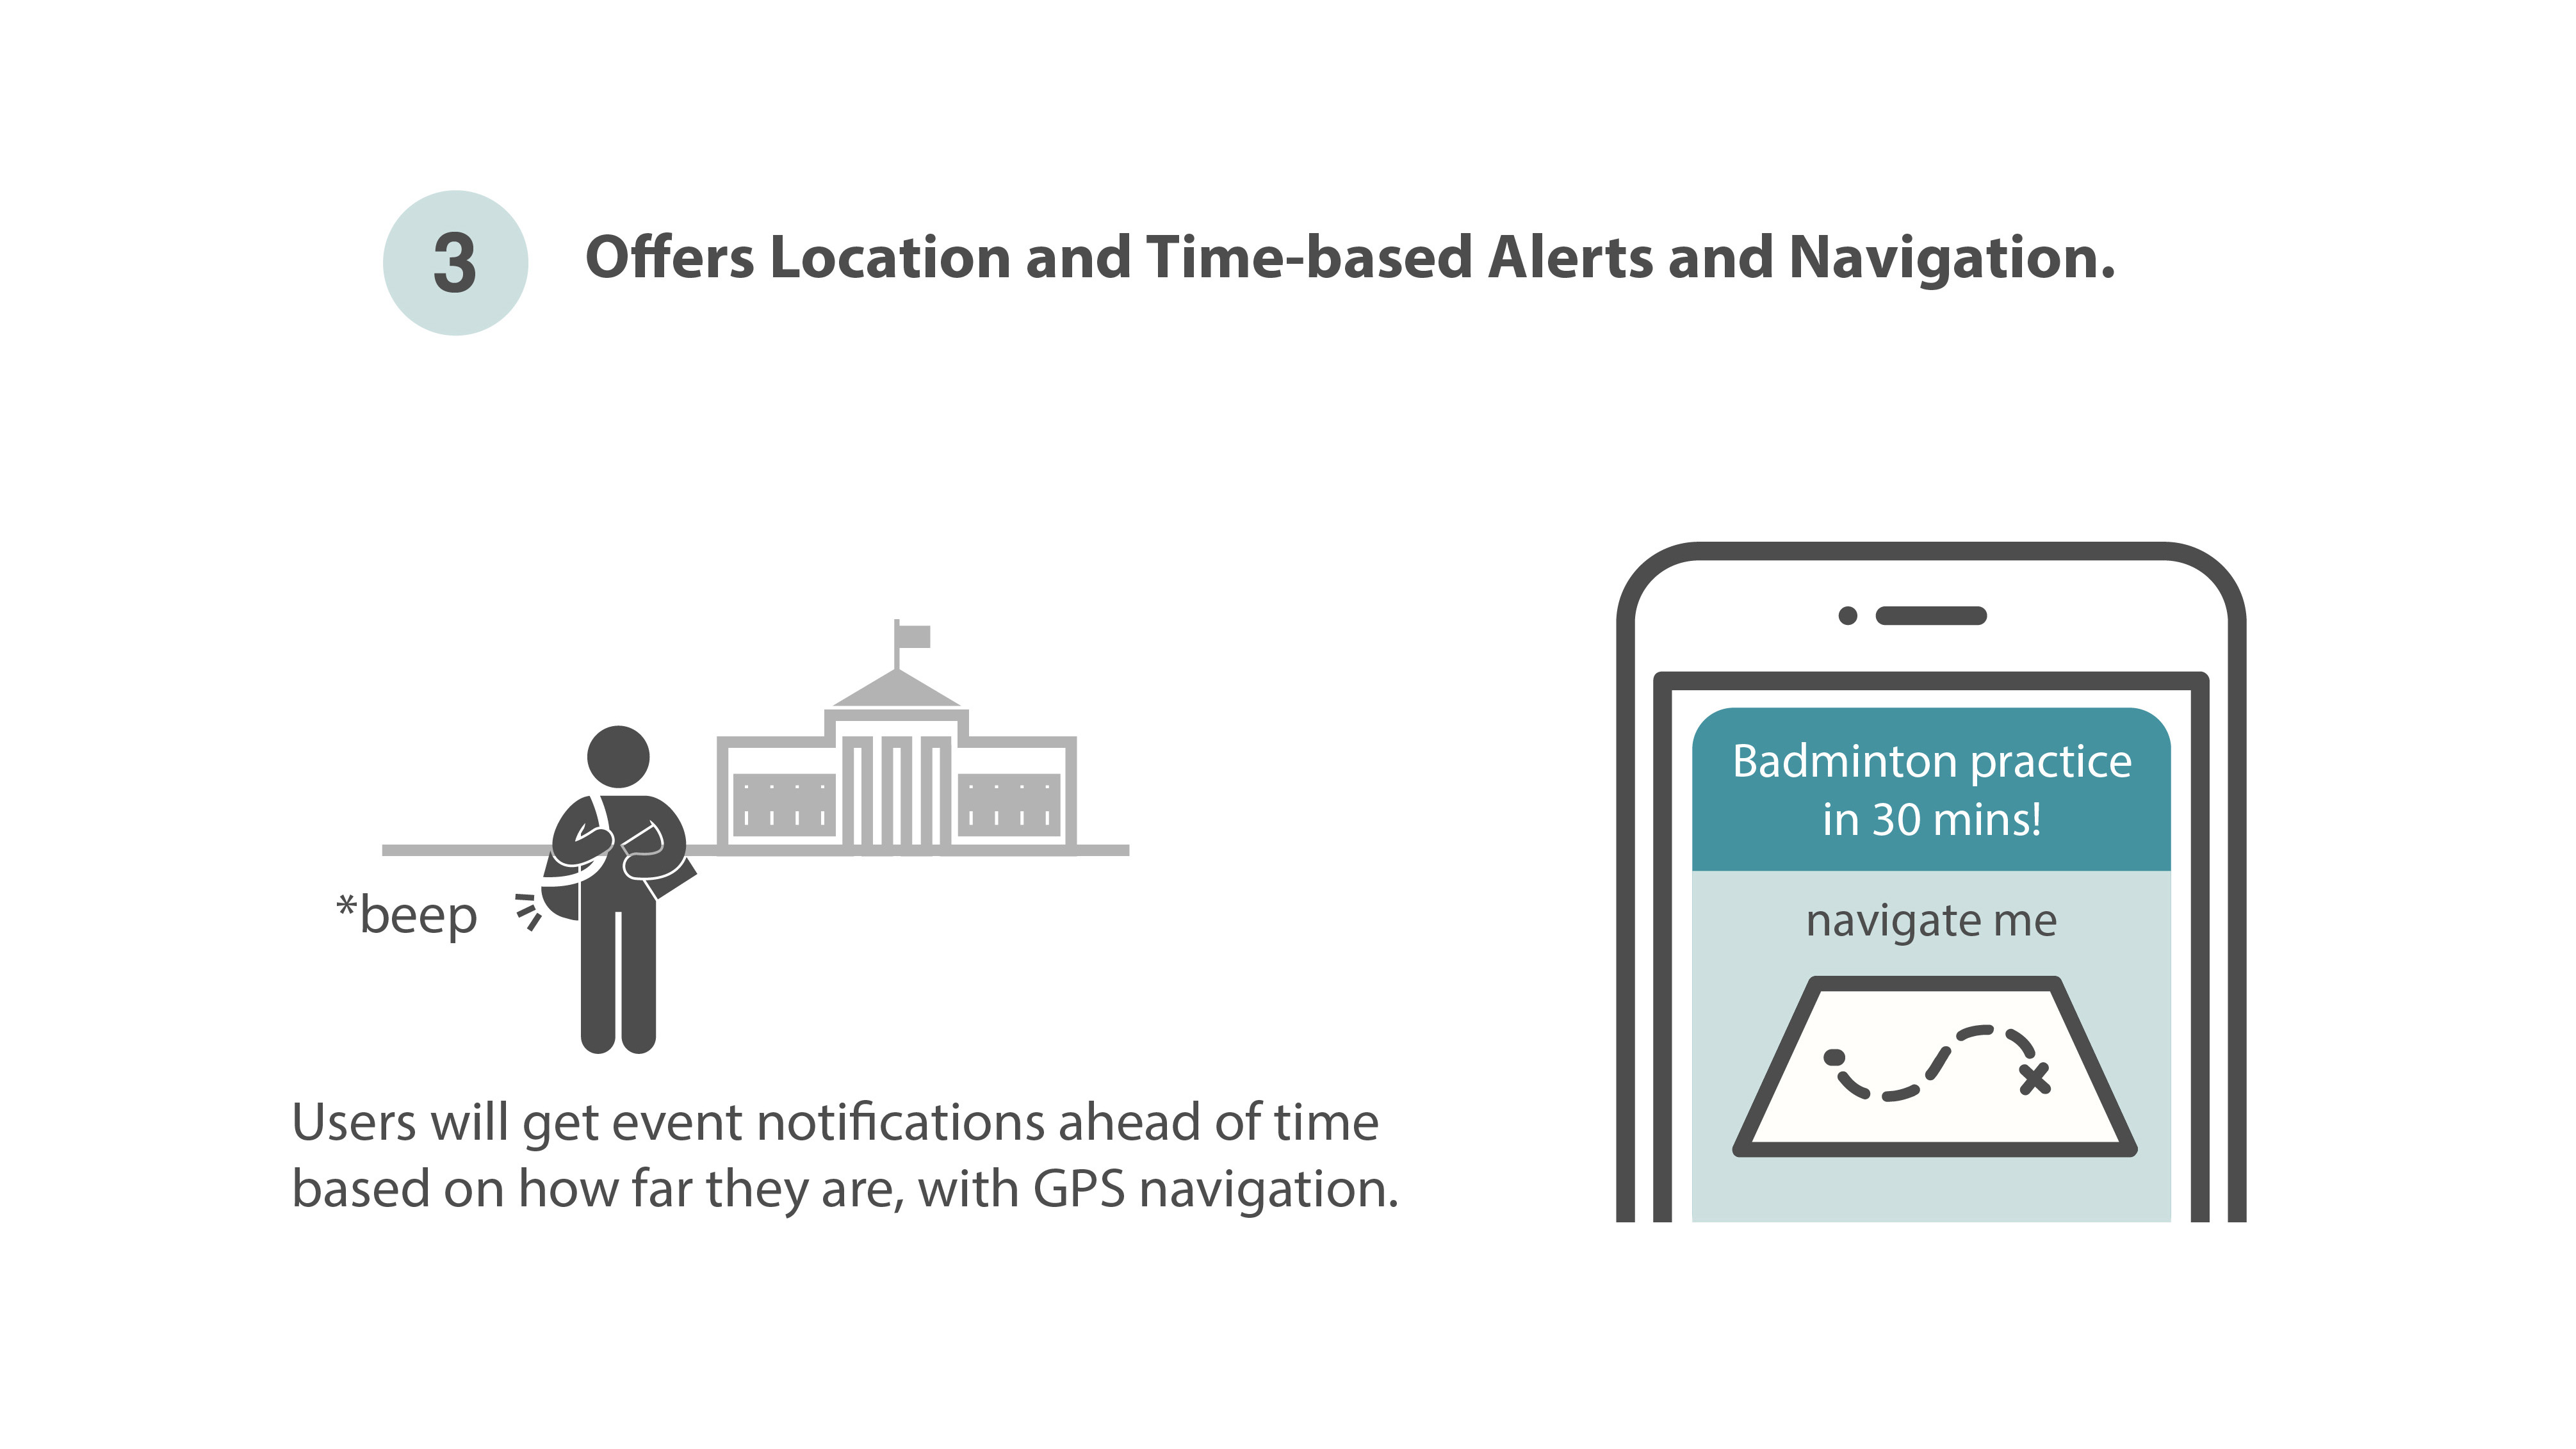 3
Offers Location and Time-based Alerts and Navigation.
*beep
Users will get event notifications ahead of time
based on how far they are, with GPS navigation.
Badminton practice
in 30 mins!
navigate me